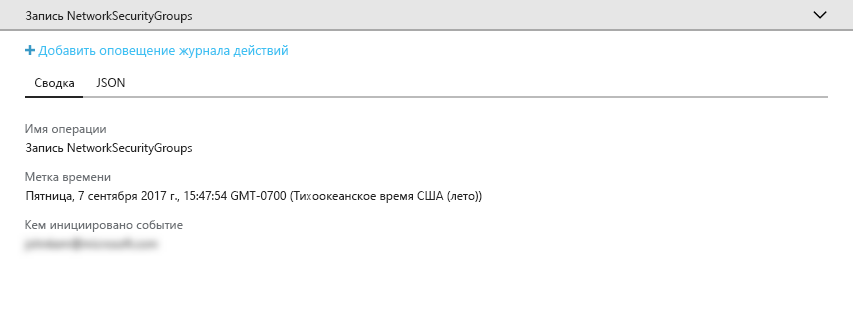 Запись NetworkSecurityGroups
+ Добавить оповещение журнала действий
Сводка JSON
Имя операции
Запись NetworkSecurityGroups
Метка времени
Пятница, 7 сентября 2017 г., 15:47:54 GMT-0700 (Тихоокеанское время США (лето))
Кем инициировано событие